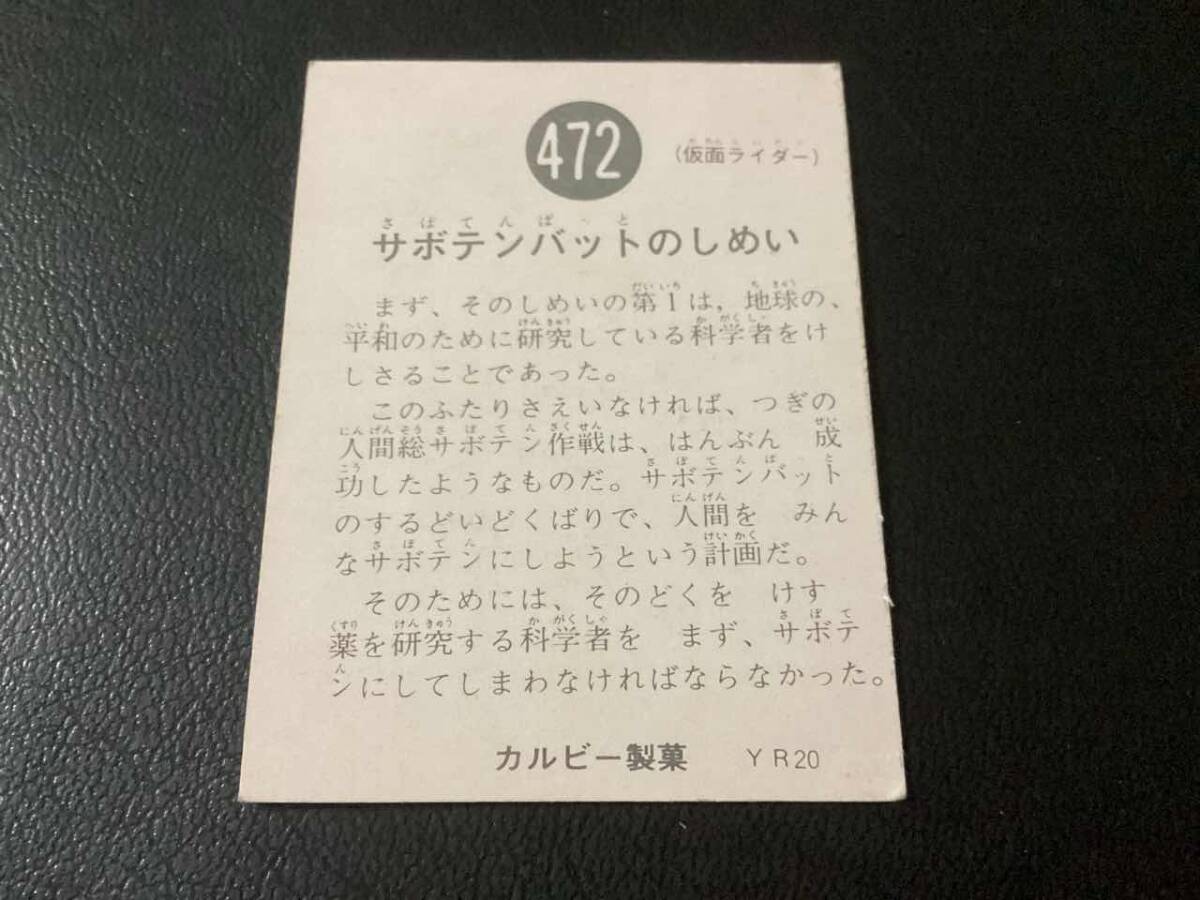 472
(仮面ライダー)
サボテンバットのしめい
まず、そのしめいの第1は,地球の、
平和のために研究している科学者をけ
しさることであった。
このふたりさえいなければ、つぎの
人間総サボテン作戦は、はんぶん 成
功したようなものだ。サボテンバット
のするどいどくばりで、人間を みん
なサボテンにしようという計画だ。
そのためには、そのどくを けす
薬を研究する科学者を まず、サボテ
ンにしてしまわなければならなかった。
カルビー製菓 YR20